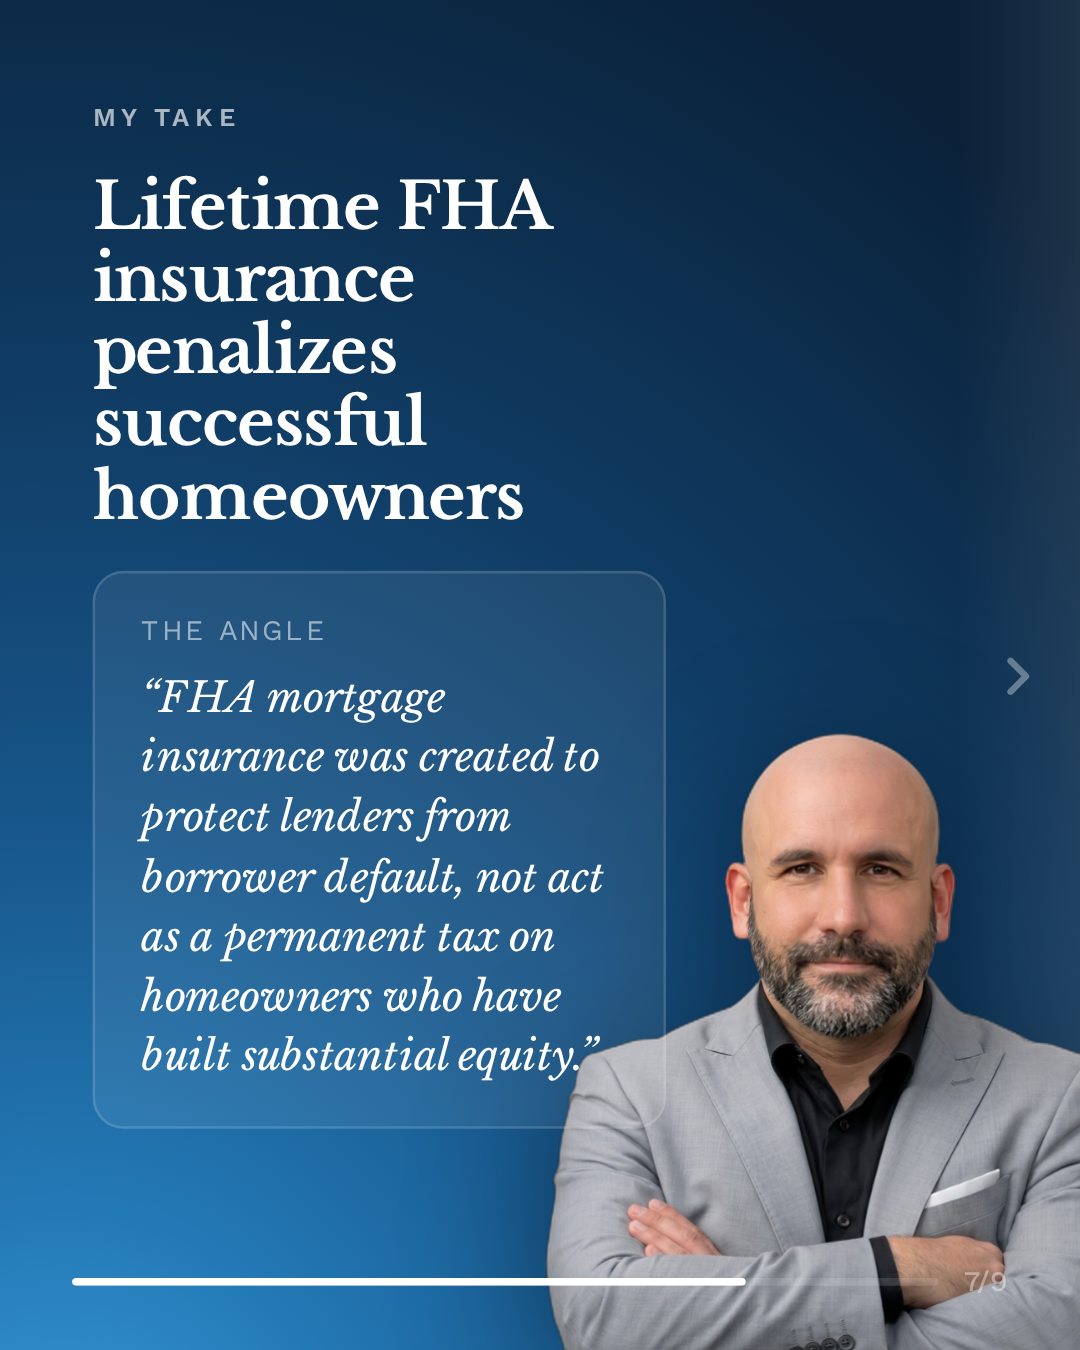 MY TAKE
Lifetime FHA
insurance
penalizes
successful
homeowners
THE ANGLE
“FHA mortgage
insurance was created to
protect lenders from
borrower default, not act
as a permanent tax on
homeowners who have
built substantial equity.”
7/9